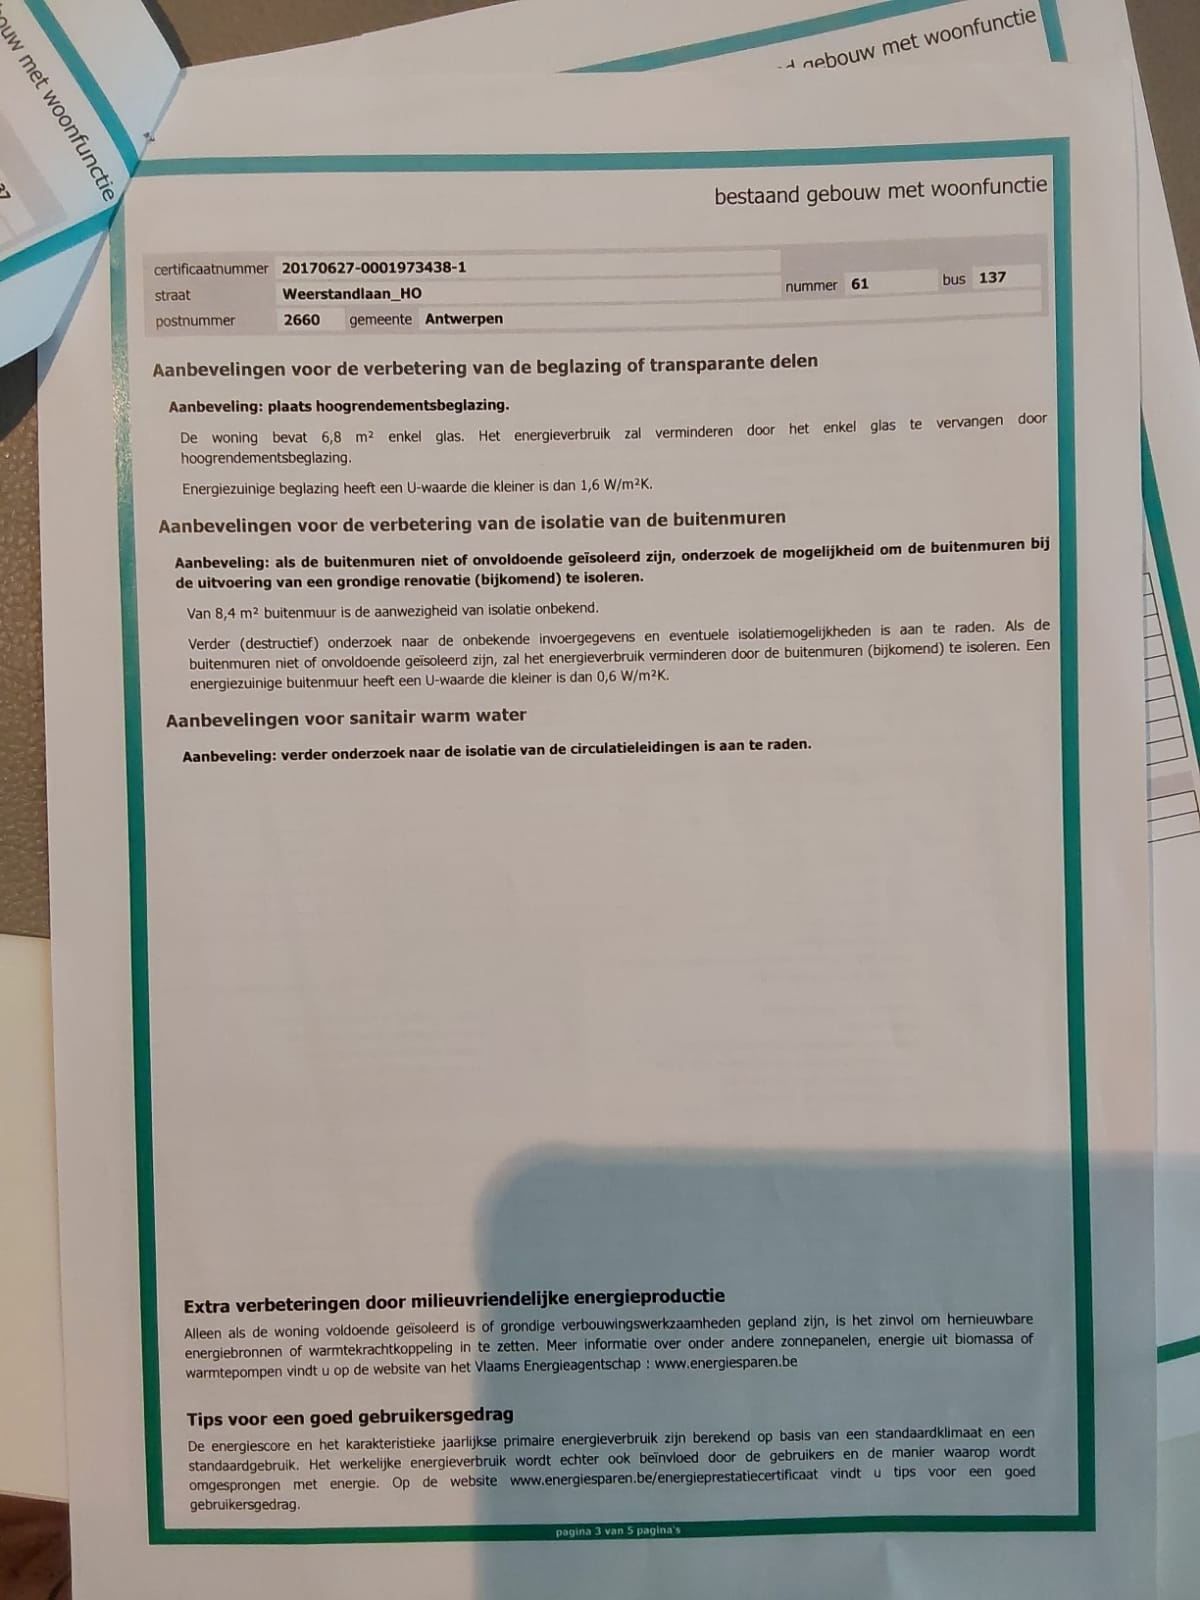 ouw met woonfunctie
37
gebouw met woonfunctie
bestaand gebouw met woonfunctie
certificaatnummer 20170627-0001973438-1
straat Weerstandlaan_HO nummer 61 bus 137
postnummer 2660 gemeente Antwerpen
Aanbevelingen voor de verbetering van de beglazing of transparante delen
Aanbeveling: plaats hoogrendementsbeglazing.
De woning bevat 6,8 m² enkel glas. Het energieverbruik zal verminderen door het enkel glas te vervangen door
hoogrendementsbeglazing.
Energiezuinige beglazing heeft een U-waarde die kleiner is dan 1,6 W/m²K.
Aanbevelingen voor de verbetering van de isolatie van de buitenmuren
Aanbeveling: als de buitenmuren niet of onvoldoende geïsoleerd zijn, onderzoek de mogelijkheid om de buitenmuren bij
de uitvoering van een grondige renovatie (bijkomend) te isoleren.
Van 8,4 m² buitenmuur is de aanwezigheid van isolatie onbekend.
Verder (destructief) onderzoek naar de onbekende invoergegevens en eventuele isolatiemogelijkheden is aan te raden. Als de
buitenmuren niet of onvoldoende geïsoleerd zijn, zal het energieverbruik verminderen door de buitenmuren (bijkomend) te isoleren. Een
energiezuinige buitenmuur heeft een U-waarde die kleiner is dan 0,6 W/m²K.
Aanbevelingen voor sanitair warm water
Aanbeveling: verder onderzoek naar de isolatie van de circulatieleidingen is aan te raden.
Extra verbeteringen door milieuvriendelijke energieproductie
Alleen als de woning voldoende geïsoleerd is of grondige verbouwingswerkzaamheden gepland zijn, is het zinvol om hernieuwbare
energiebronnen of warmtekrachtkoppeling in te zetten. Meer informatie over onder andere zonnepanelen, energie uit biomassa of
warmtepompen vindt u op de website van het Vlaams Energieagentschap : www.energiesparen.be
Tips voor een goed gebruikersgedrag
De energiescore en het karakteristieke jaarlijkse primaire energieverbruik zijn berekend op basis van een standaardklimaat en een
standaardgebruik. Het werkelijke energieverbruik wordt echter ook beïnvloed door de gebruikers en de manier waarop wordt
omgesprongen met energie. Op de website www.energiesparen.be/energieprestatiecertificaat vindt u tips voor een goed
gebruikersgedrag.
pagina 3 van 5 pagina's